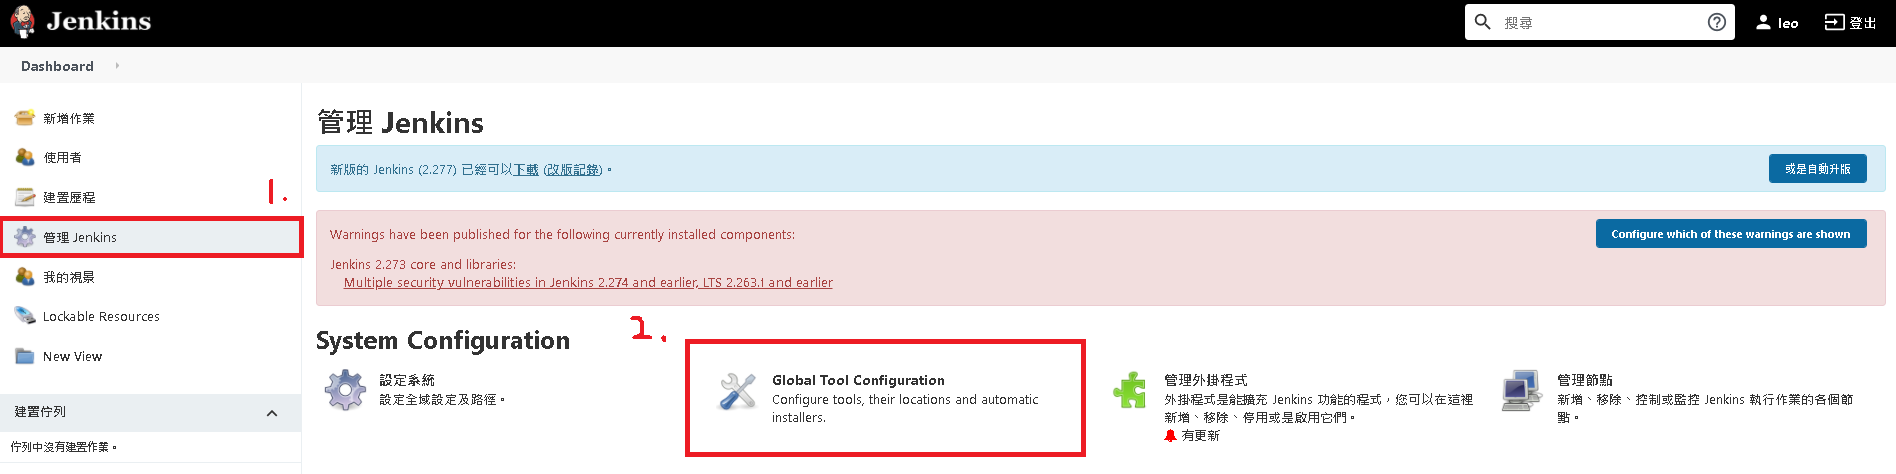 Jenkins
搜尋
leo
登出
Dashboard
新增作業
使用者
建置歷程
1.
管理 Jenkins
我的視景
Lockable Resources
New View
建置佇列
佇列中沒有建置作業。
管理 Jenkins
新版的 Jenkins (2.277) 已經可以下載 (改版記錄)。
或是自動升版
Warnings have been published for the following currently installed components:
Configure which of these warnings are shown
Jenkins 2.273 core and libraries:
Multiple security vulnerabilities in Jenkins 2.274 and earlier, LTS 2.263.1 and earlier
System Configuration
2.
設定系統
設定全域設定及路徑。
Global Tool Configuration
Configure tools, their locations and automatic
installers.
管理外掛程式
外掛程式是能擴充 Jenkins 功能的程式，您可以在這裡
新增、移除、停用或是啟用它們。
有更新
管理節點
新增、移除、控制或監控 Jenkins 執行作業的各個節
點。